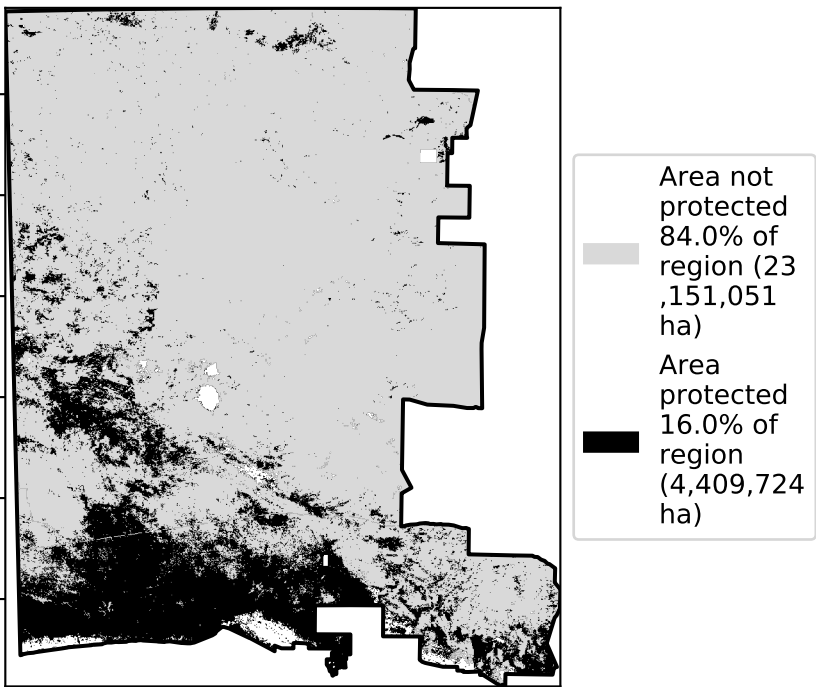 Area not
protected
84.0% of
region (23
,151,051
ha)
Area
protected
16.0% of
region
(4,409,724
ha)